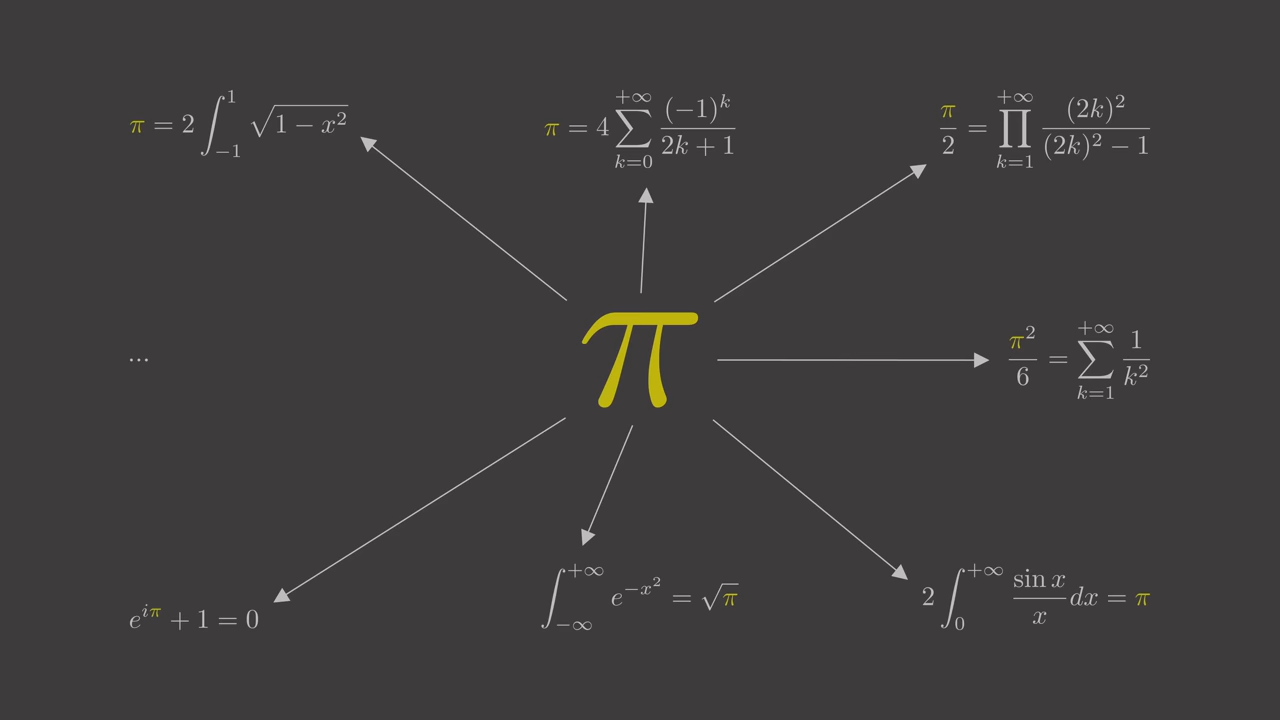 π = 2 ∫_{-1}^{1} √(1 − x²)
π = 4 ∑_{k=0}^{+∞} (−1)^k / (2k + 1)
π/2 = ∏_{k=1}^{+∞} (2k)² / ((2k)² − 1)
...
π
π²/6 = ∑_{k=1}^{+∞} 1/k²
e^{iπ} + 1 = 0
∫_{−∞}^{+∞} e^{−x²} = √π
2 ∫_{0}^{+∞} (sin x / x) dx = π